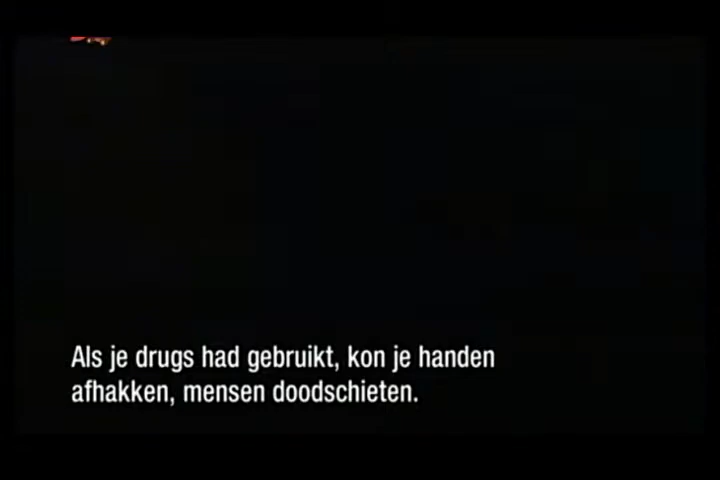 Als je drugs had gebruikt, kon je handen
afhakken, mensen doodschieten.